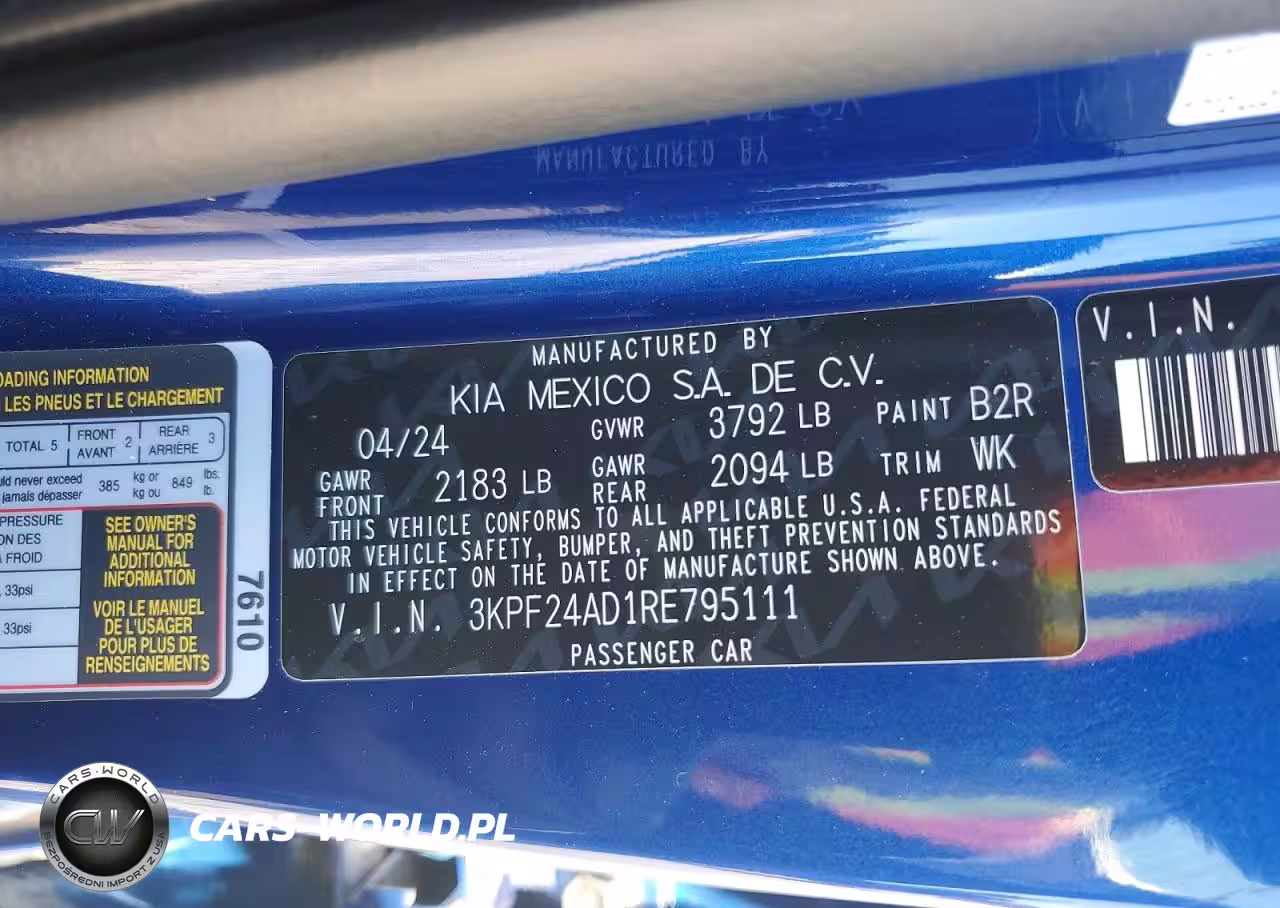 MANUFACTURED BY
KIA MEXICO S.A. DE C.V.
04/24 GVWR 3792 LB PAINT B2R
GAWR FRONT 2183 LB GAWR REAR 2094 LB TRIM WK
THIS VEHICLE CONFORMS TO ALL APPLICABLE U.S.A. FEDERAL
MOTOR VEHICLE SAFETY, BUMPER, AND THEFT PREVENTION STANDARDS
IN EFFECT ON THE DATE OF MANUFACTURE SHOWN ABOVE.
V.I.N. 3KPF24AD1RE795111
PASSENGER CAR
V.I.N.
OADING INFORMATION
LES PNEUS ET LE CHARGEMENT
TOTAL 5 FRONT AVANT 2 REAR ARRIÈRE 3
uld never exceed
jamais dépasser 385 kg or kg ou 849 lbs. lb.
PRESSURE
ON DES
FROID
33psi
33psi
SEE OWNER'S
MANUAL FOR
ADDITIONAL
INFORMATION
VOIR LE MANUEL
DE L'USAGER
POUR PLUS DE
RENSEIGNEMENTS
7610
CARS-WORLD
CW
BEZPOŚREDNI IMPORT Z USA
CARS-WORLD.PL